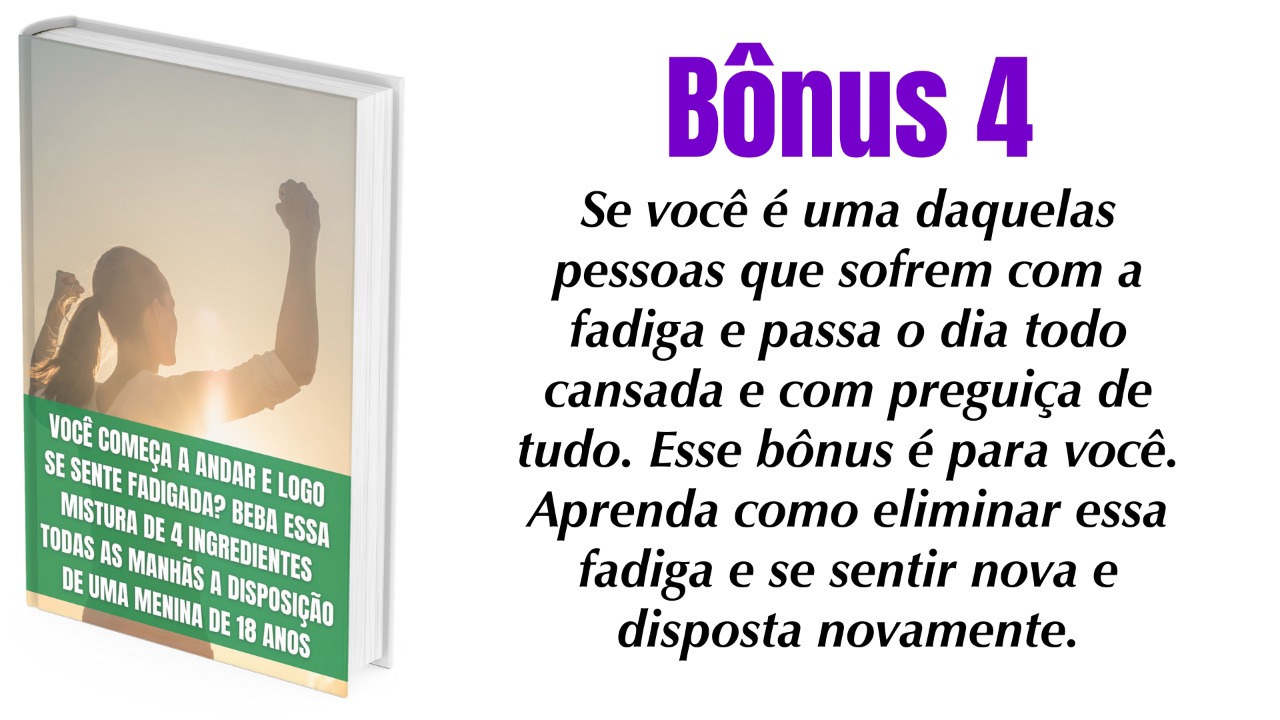 VOCÊ COMEÇA A ANDAR E LOGO
SE SENTE FADIGADA? BEBA ESSA
MISTURA DE 4 INGREDIENTES
TODAS AS MANHÃS A DISPOSIÇÃO
DE UMA MENINA DE 18 ANOS
Bônus 4
Se você é uma daquelas
pessoas que sofrem com a
fadiga e passa o dia todo
cansada e com preguiça de
tudo. Esse bônus é para você.
Aprenda como eliminar essa
fadiga e se sentir nova e
disposta novamente.